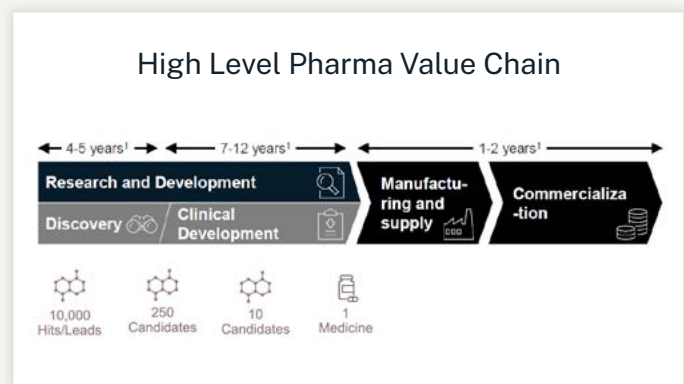 High Level Pharma Value Chain
4-5 years¹
7-12 years¹
1-2 years¹
Research and Development
Discovery
Clinical
Development
Manufactu-
ring and
supply
Commercializa
-tion
10,000
Hits/Leads
250
Candidates
10
Candidates
1
Medicine